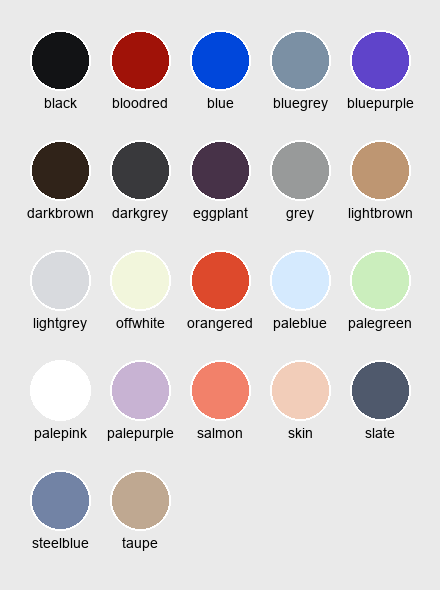 black bloodred blue bluegrey bluepurple
darkbrown darkgrey eggplant grey lightbrown
lightgrey offwhite orangered paleblue palegreen
palepink palepurple salmon skin slate
steelblue taupe